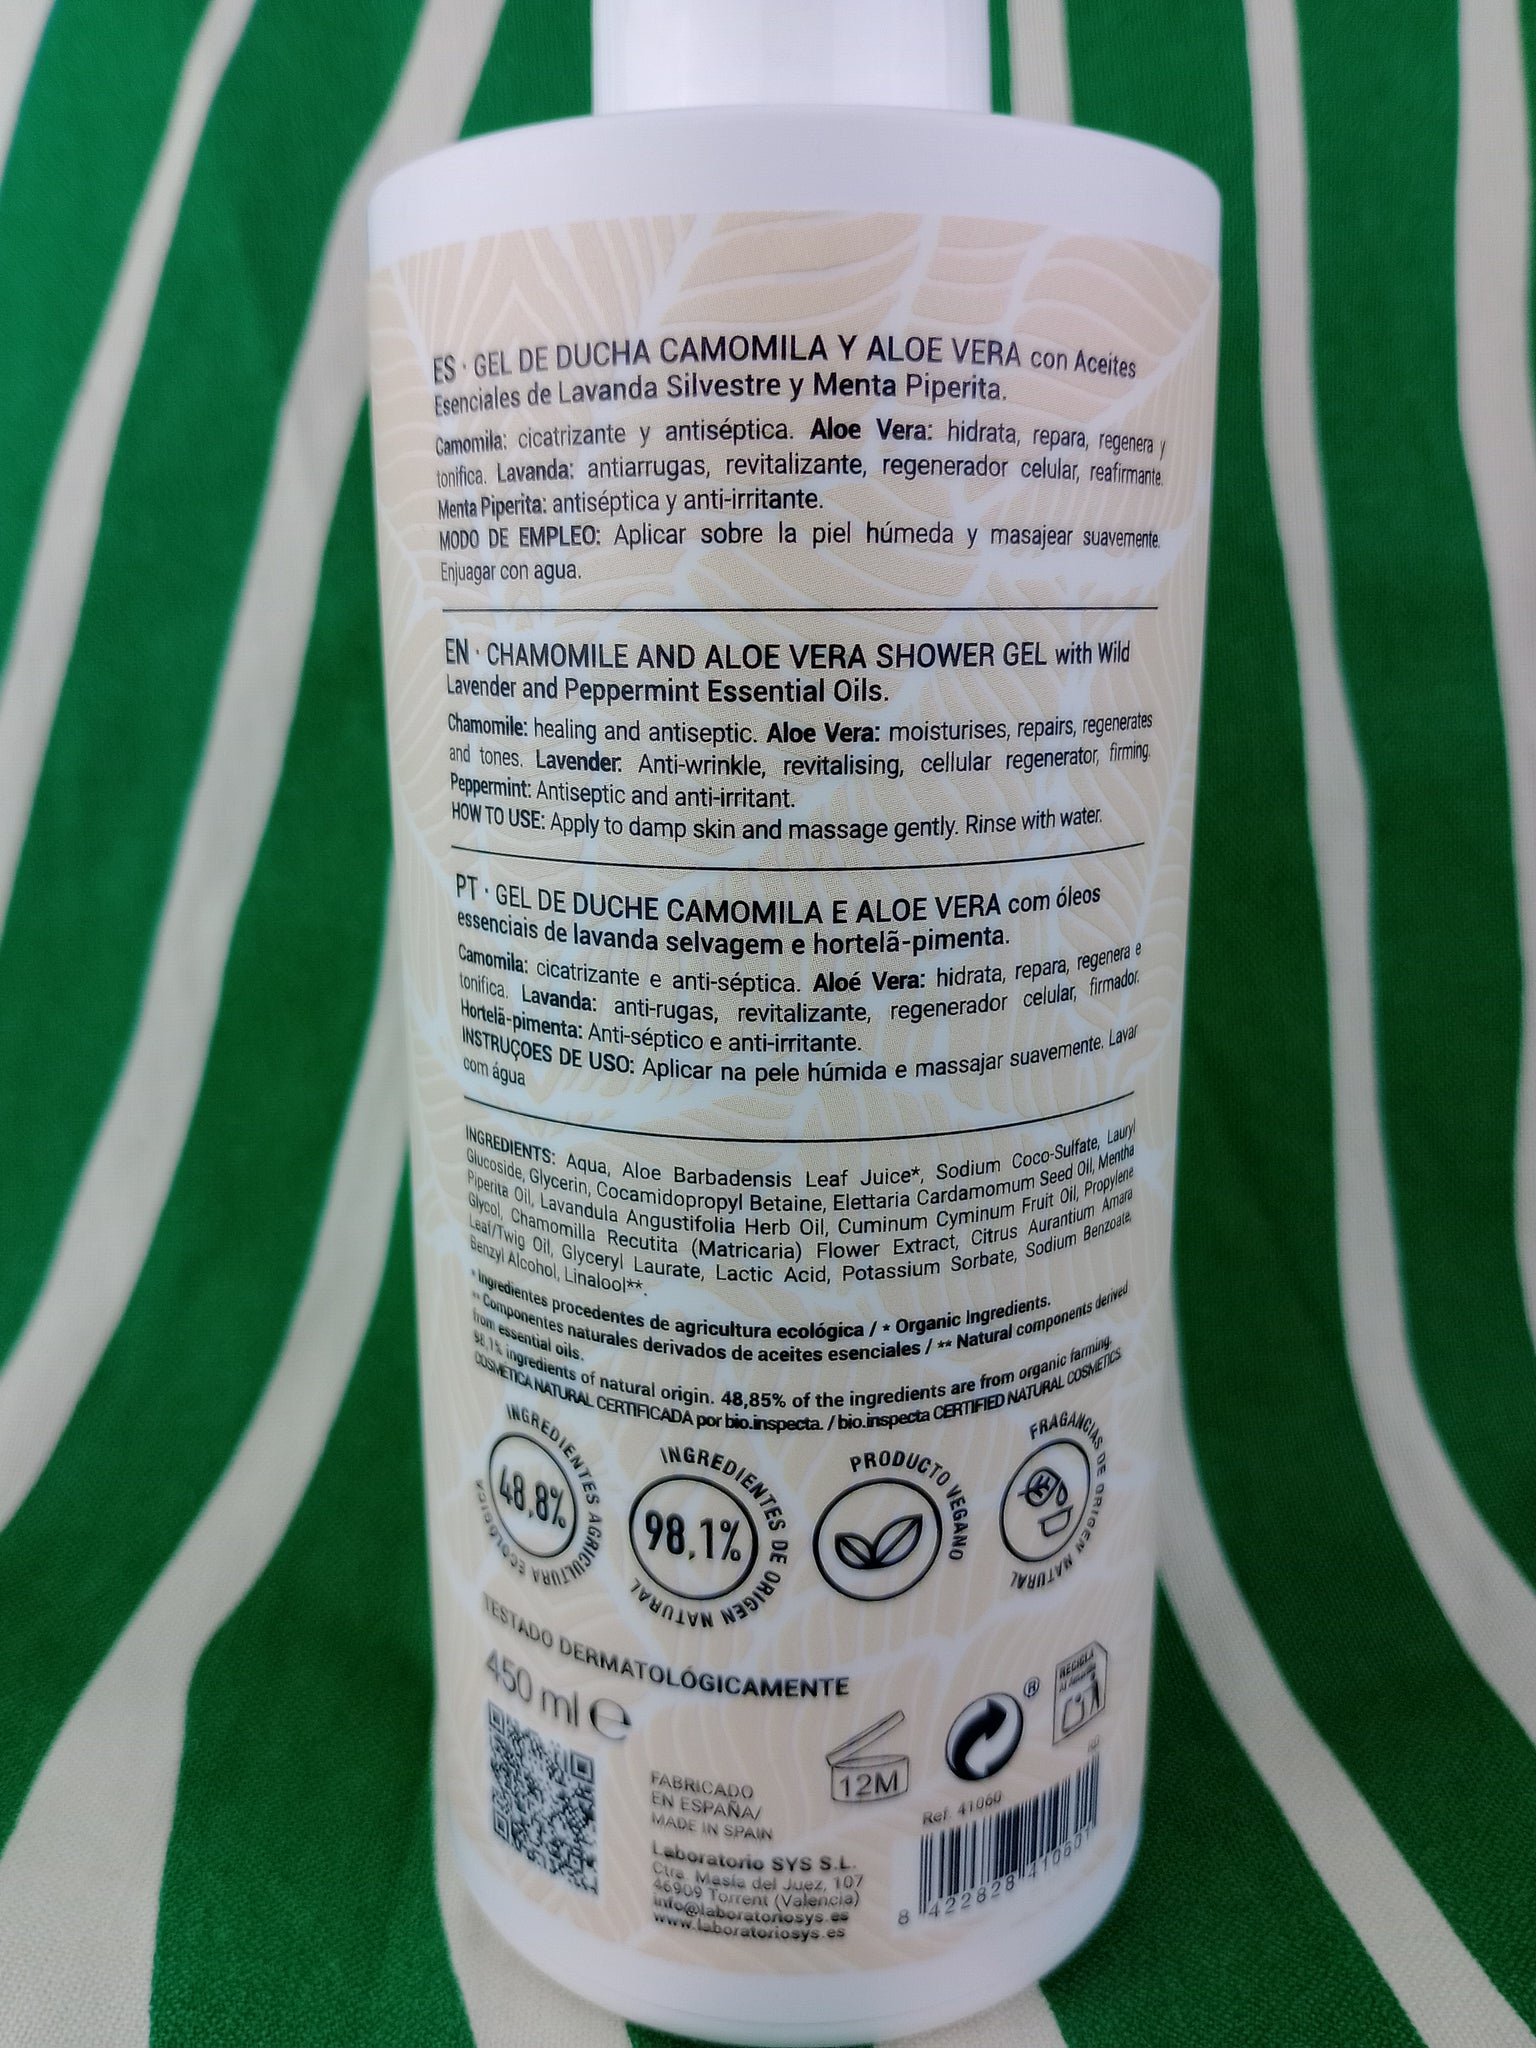 ES · GEL DE DUCHA CAMOMILA Y ALOE VERA con Aceites
Esenciales de Lavanda Silvestre y Menta Piperita.
Camomila: cicatrizante y antiséptica. Aloe Vera: hidrata, repara, regenera y
tonifica. Lavanda: antiarrugas, revitalizante, regenerador celular, reafirmante.
Menta Piperita: antiséptica y anti-irritante.
MODO DE EMPLEO: Aplicar sobre la piel húmeda y masajear suavemente.
Enjuagar con agua.
EN · CHAMOMILE AND ALOE VERA SHOWER GEL with Wild
Lavender and Peppermint Essential Oils.
Chamomile: healing and antiseptic. Aloe Vera: moisturises, repairs, regenerates
and tones. Lavender: Anti-wrinkle, revitalising, cellular regenerator, firming.
Peppermint: Antiseptic and anti-irritant.
HOW TO USE: Apply to damp skin and massage gently. Rinse with water.
PT · GEL DE DUCHE CAMOMILA E ALOE VERA com óleos
essenciais de lavanda selvagem e hortelã-pimenta.
Camomila: cicatrizante e anti-séptica. Aloé Vera: hidrata, repara, regenera e
tonifica. Lavanda: anti-rugas, revitalizante, regenerador celular, firmador.
Hortelã-pimenta: Anti-séptico e anti-irritante.
INSTRUÇOES DE USO: Aplicar na pele húmida e massajar suavemente. Lavar
com água
INGREDIENTS: Aqua, Aloe Barbadensis Leaf Juice*, Sodium Coco-Sulfate, Lauryl
Glucoside, Glycerin, Cocamidopropyl Betaine, Elettaria Cardamomum Seed Oil, Mentha
Piperita Oil, Lavandula Angustifolia Herb Oil, Cuminum Cyminum Fruit Oil, Propylene
Glycol, Chamomilla Recutita (Matricaria) Flower Extract, Citrus Aurantium Amara
Leaf/Twig Oil, Glyceryl Laurate, Lactic Acid, Potassium Sorbate, Sodium Benzoate,
Benzyl Alcohol, Linalool**.
* Ingredientes procedentes de agricultura ecológica / * Organic Ingredients.
** Componentes naturales derivados de aceites esenciales / ** Natural components derived
from essential oils.
98,1% ingredients of natural origin. 48,85% of the ingredients are from organic farming.
COSMETICA NATURAL CERTIFICADA por bio.inspecta. / bio.inspecta CERTIFIED NATURAL COSMETICS
INGREDIENTES AGRICULTURA ECOLÓGICA
48,8%
INGREDIENTES DE ORIGEN NATURAL
98,1%
PRODUCTO VEGANO
FRAGANCIAS DE ORIGEN NATURAL
TESTADO DERMATOLÓGICAMENTE
450 ml e
12M
®
RECICLA
Al Amarillo
FABRICADO
EN ESPAÑA/
MADE IN SPAIN
Laboratorio SYS S.L.
Ctra. Masía del Juez, 107
46909 Torrent (Valencia)
info@laboratoriosys.es
www.laboratoriosys.es
Ref. 41060
8 422828 410601